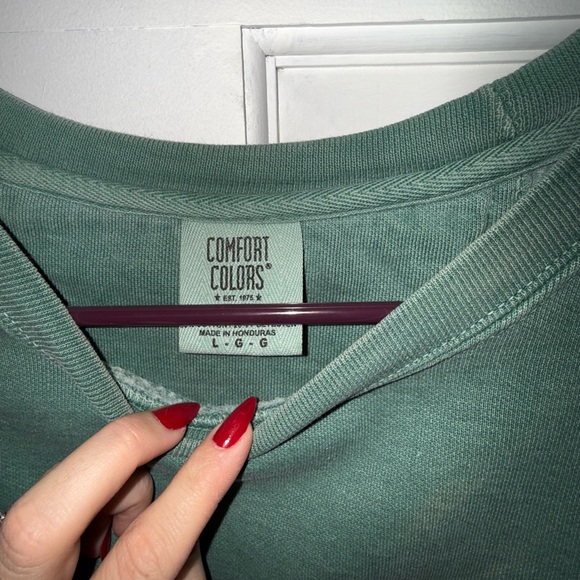 COMFORT
COLORS®
★ EST. 1975 ★
MADE IN HONDURAS
L - G - G